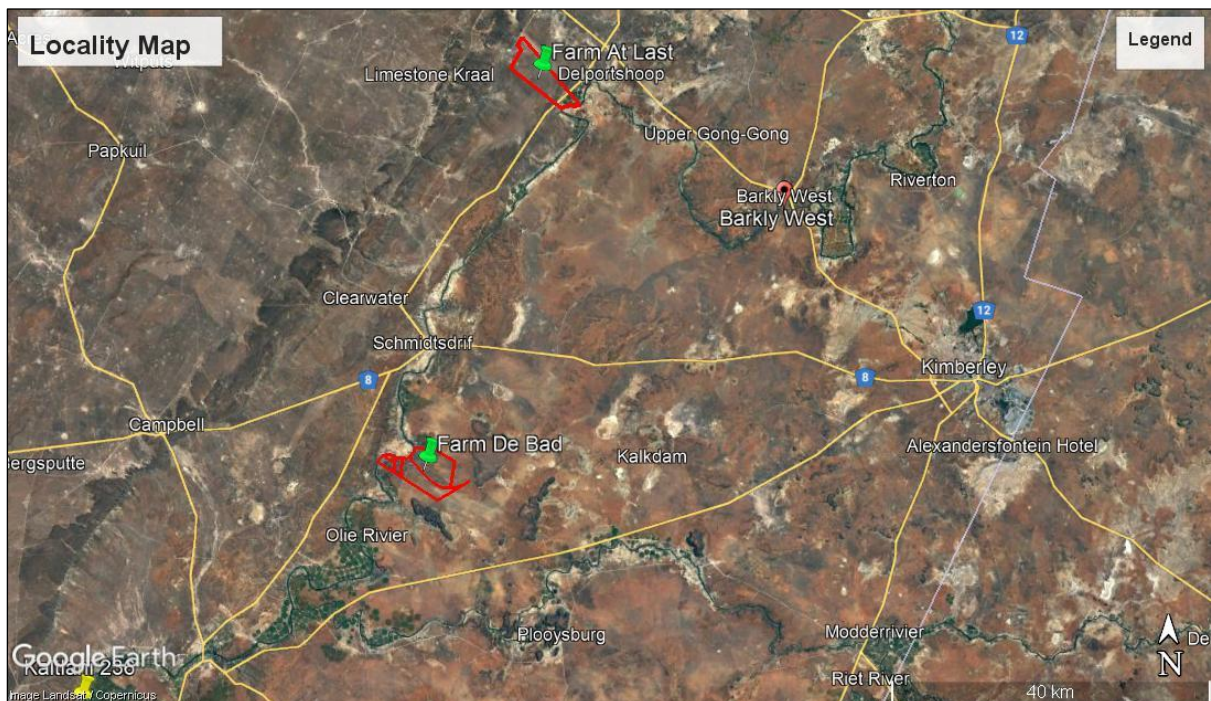 Locality Map
Legend
12
Farm At Last
Limestone Kraal
Delportshoop
Upper Gong-Gong
Papkuil
Riverton
Barkly West
Barkly West
Clearwater
12
Schmidtsdrif
Kimberley
8
8
Campbell
Farm De Bad
Alexandersfontein Hotel
Kalkdam
Bergsputte
Olie Rivier
Plooysburg
Modderrivier
De
N
Google Earth
Riet River
40 km
Image Landsat / Copernicus